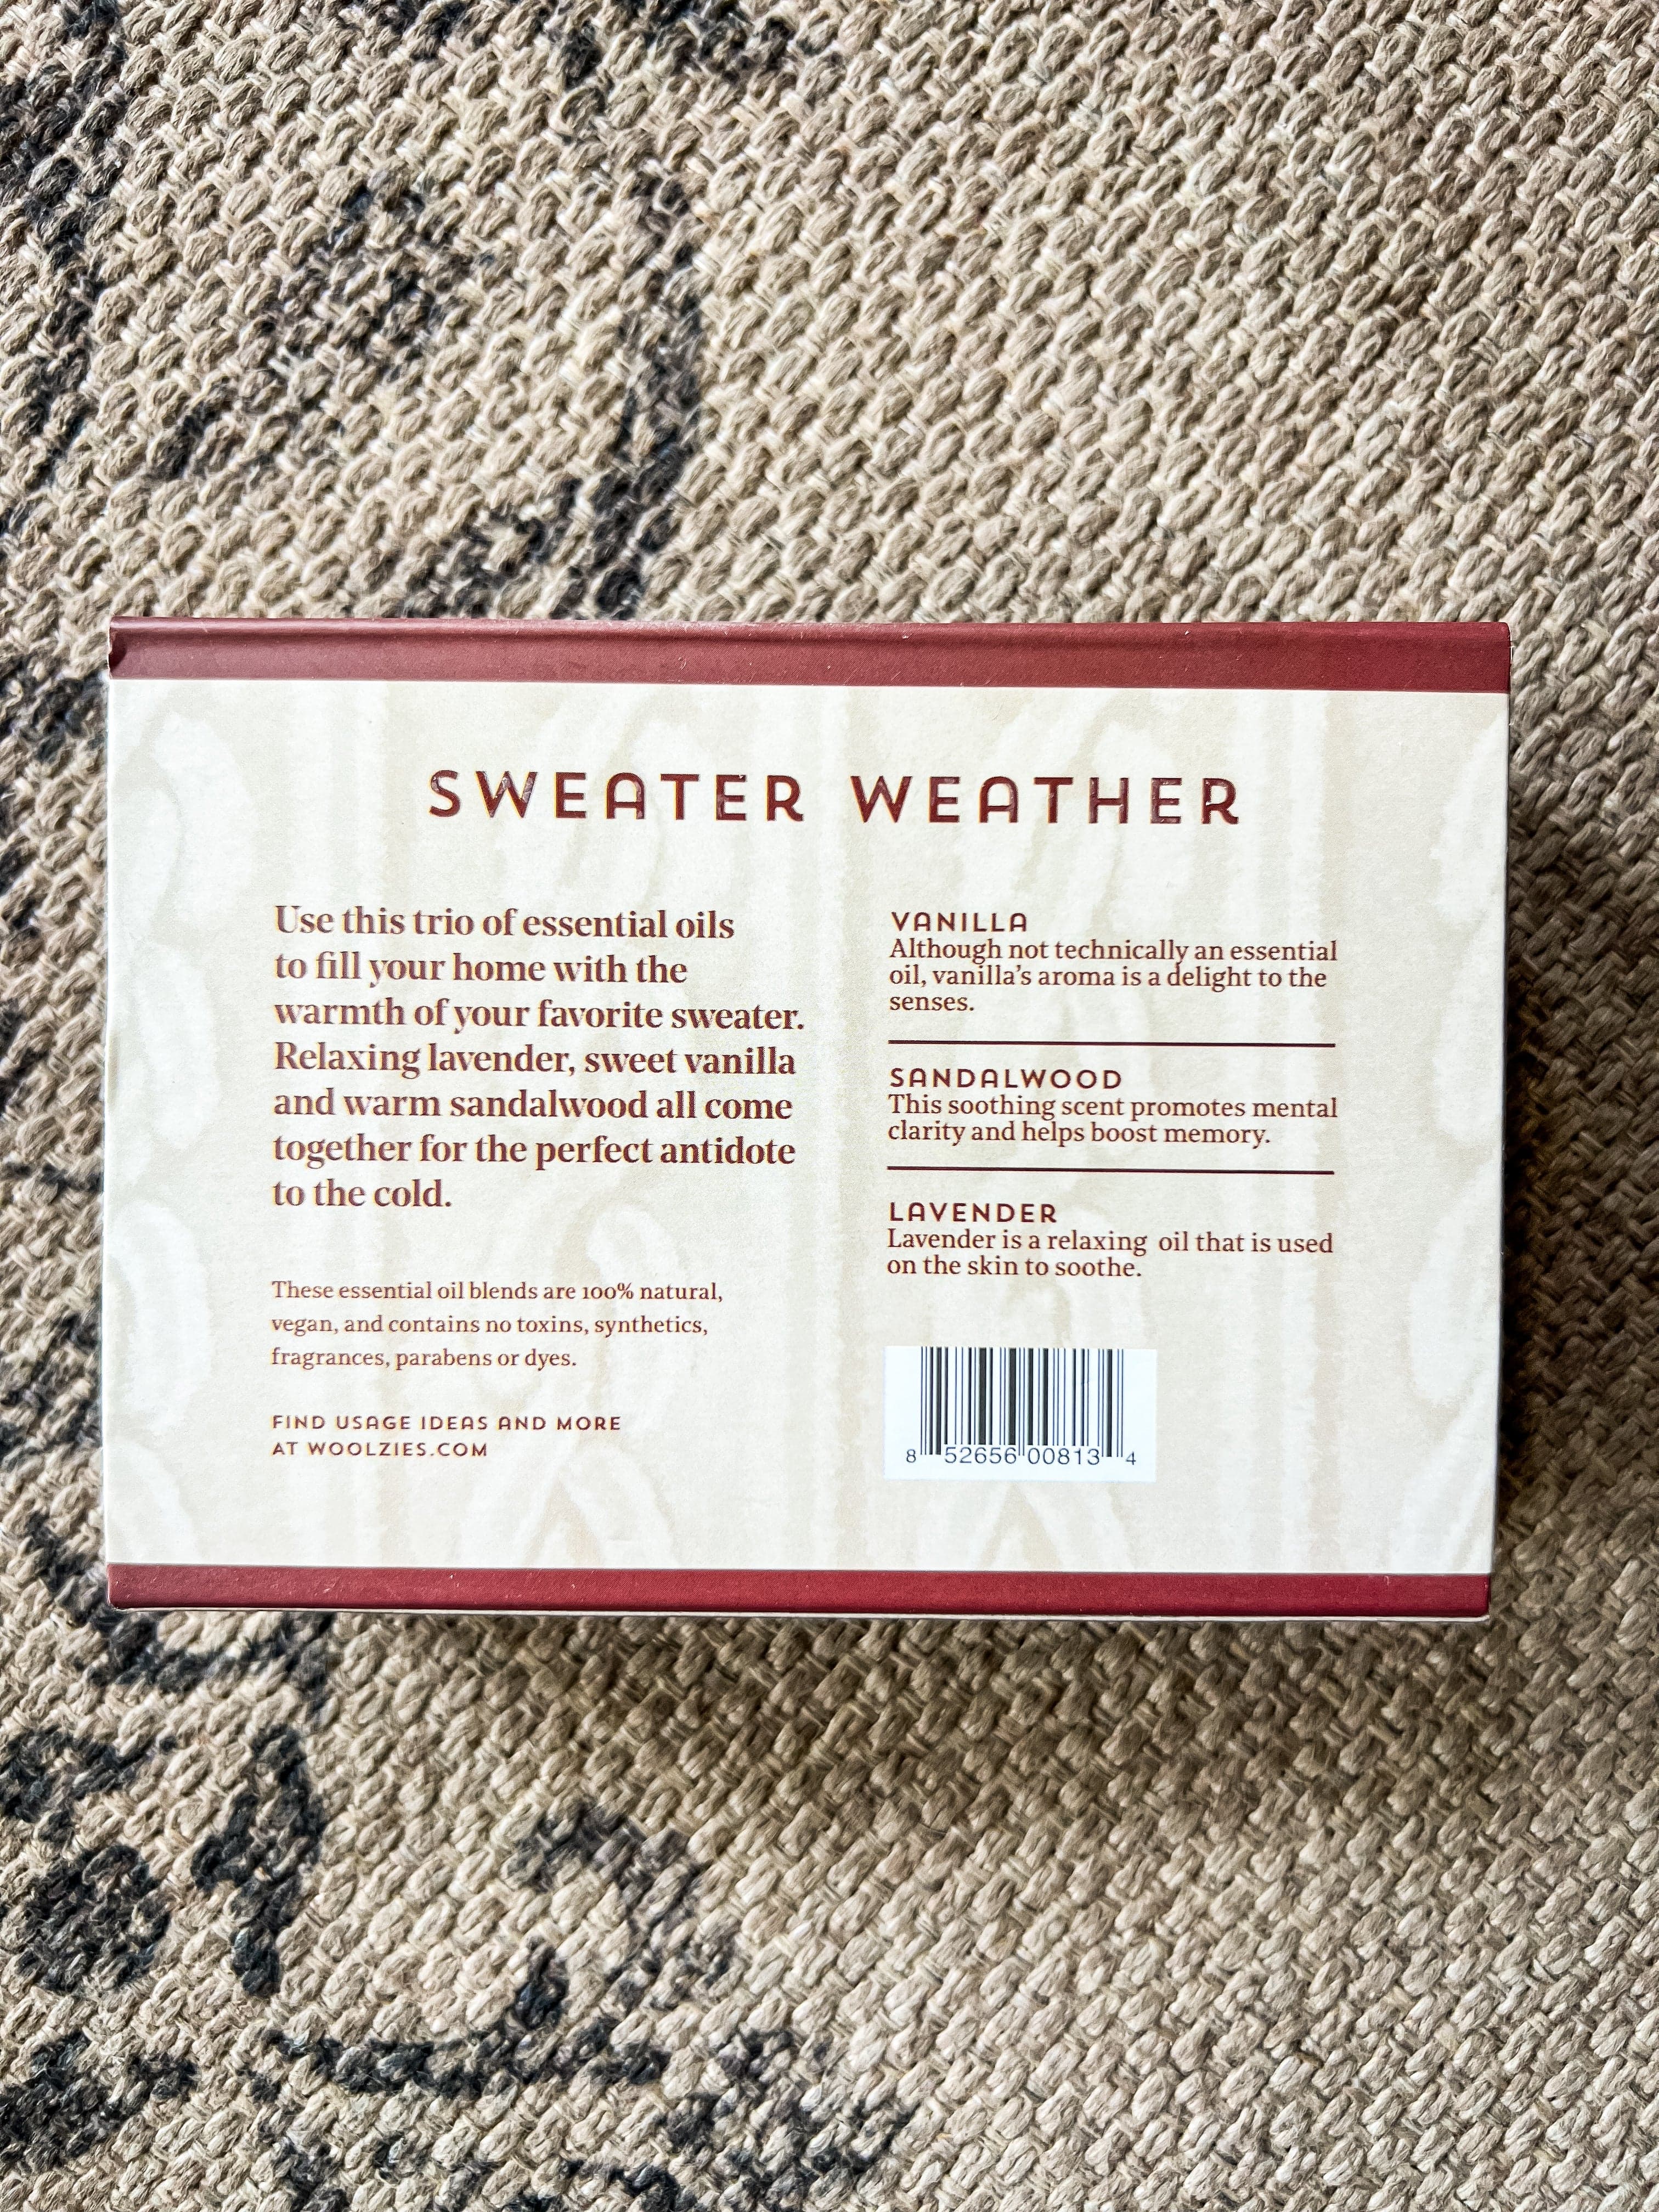 SWEATER WEATHER
Use this trio of essential oils
to fill your home with the
warmth of your favorite sweater.
Relaxing lavender, sweet vanilla
and warm sandalwood all come
together for the perfect antidote
to the cold.
These essential oil blends are 100% natural,
vegan, and contains no toxins, synthetics,
fragrances, parabens or dyes.
FIND USAGE IDEAS AND MORE
AT WOOLZIES.COM
VANILLA
Although not technically an essential
oil, vanilla's aroma is a delight to the
senses.
SANDALWOOD
This soothing scent promotes mental
clarity and helps boost memory.
LAVENDER
Lavender is a relaxing oil that is used
on the skin to soothe.
8 52656 00813 4